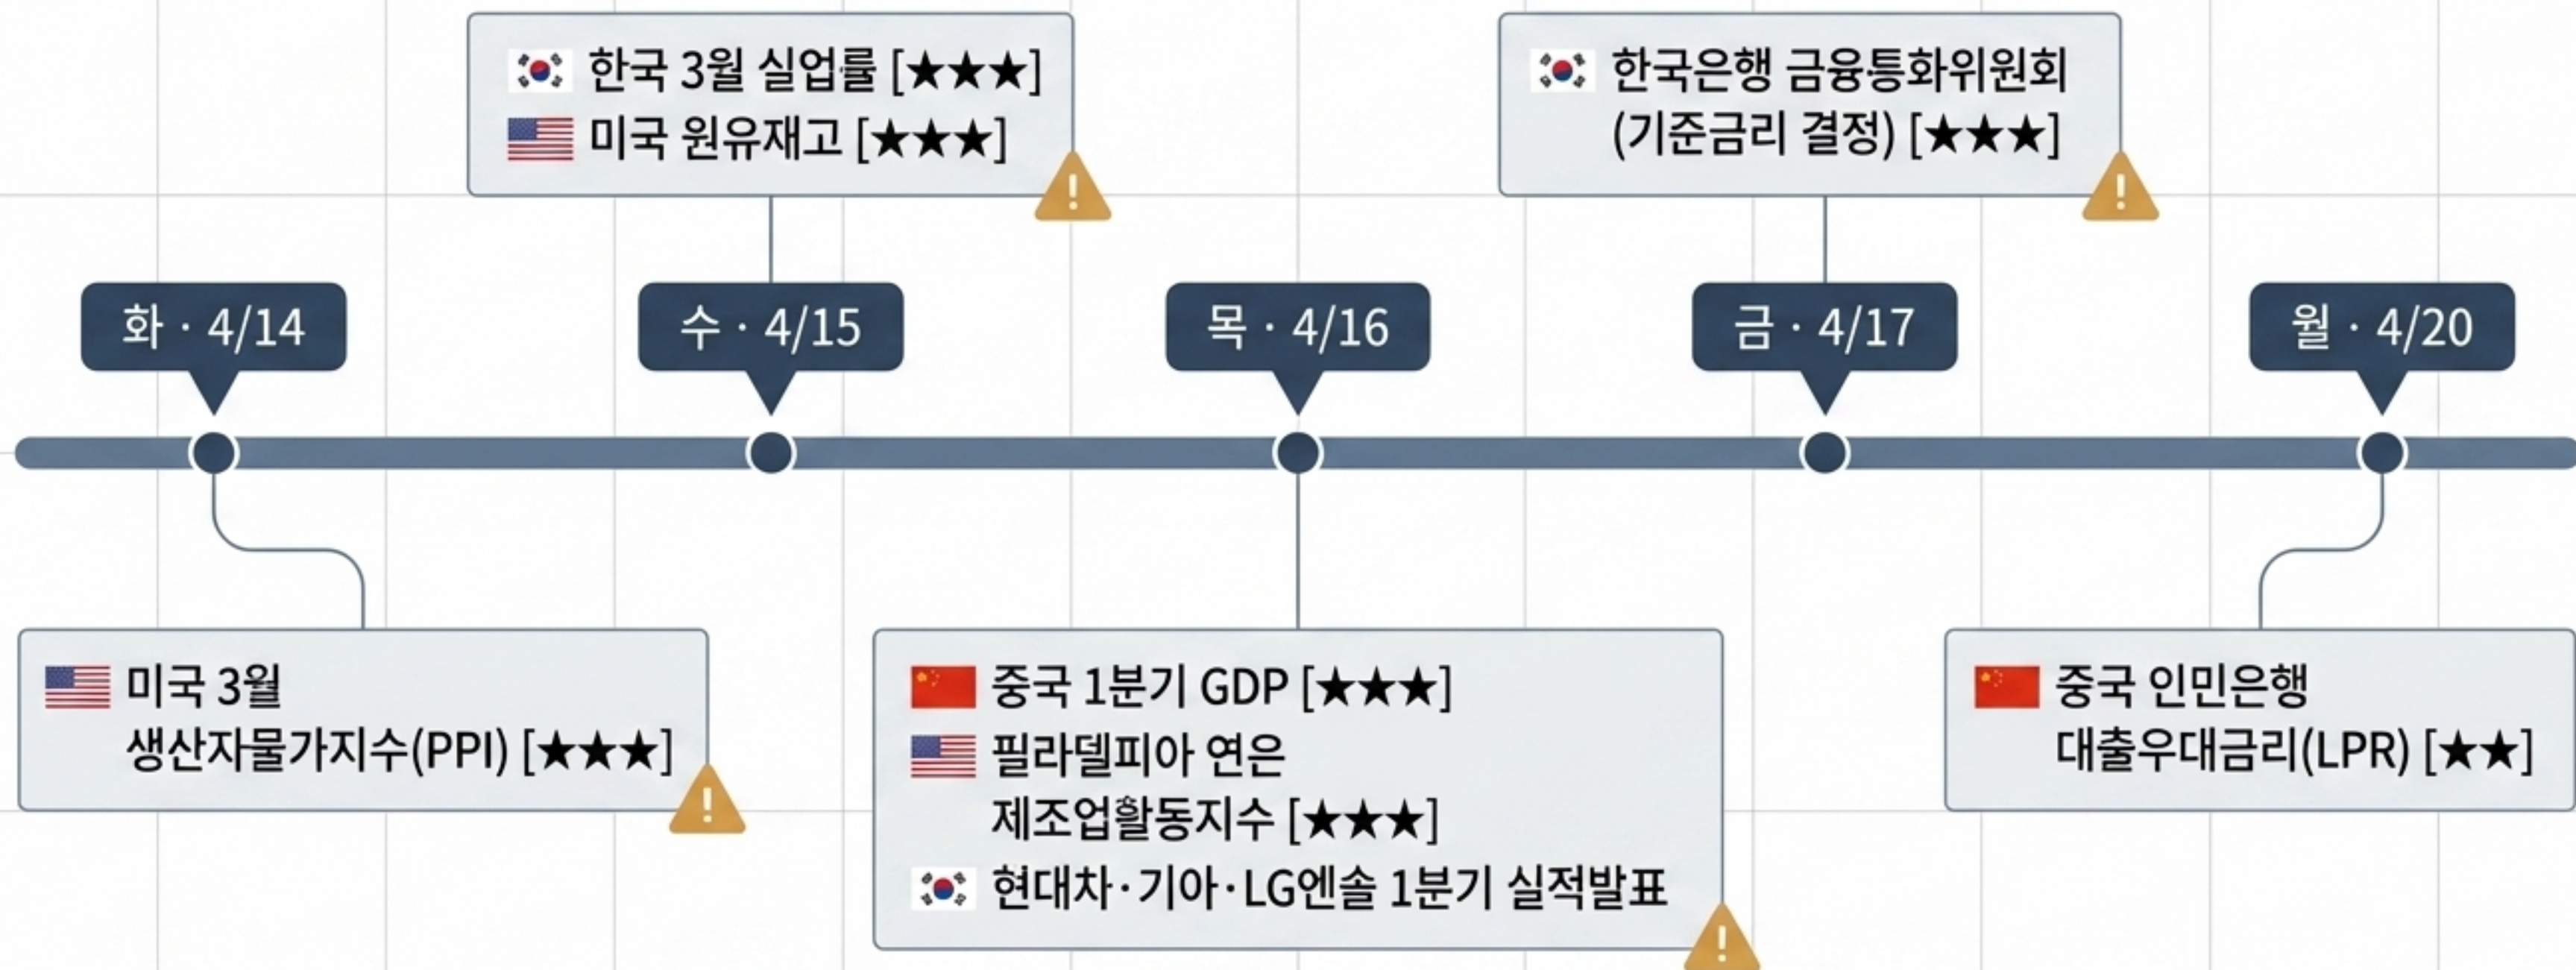 한국 3월 실업률 [★★★]
미국 원유재고 [★★★]
한국은행 금융통화위원회
(기준금리 결정) [★★★]
화 · 4/14
수 · 4/15
목 · 4/16
금 · 4/17
월 · 4/20
미국 3월
생산자물가지수(PPI) [★★★]
중국 1분기 GDP [★★★]
필라델피아 연은
제조업활동지수 [★★★]
현대차·기아·LG엔솔 1분기 실적발표
중국 인민은행
대출우대금리(LPR) [★★]